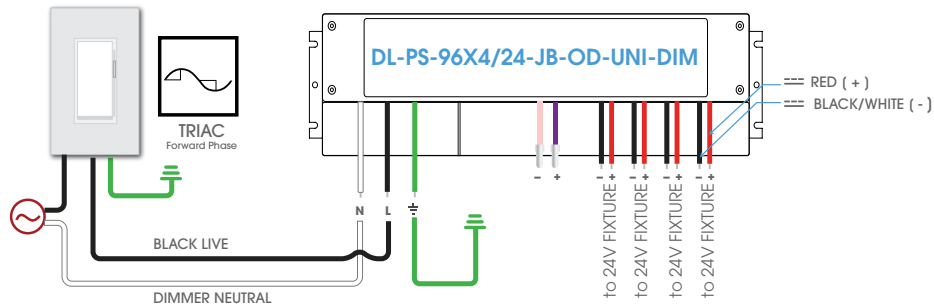 DL-PS-96X4/24-JB-OD-UNI-DIM
RED ( + )
BLACK/WHITE ( - )
TRIAC
Forward Phase
- +
- + - + - + - +
N L
BLACK LIVE
DIMMER NEUTRAL
to 24V FIXTURE
to 24V FIXTURE
to 24V FIXTURE
to 24V FIXTURE